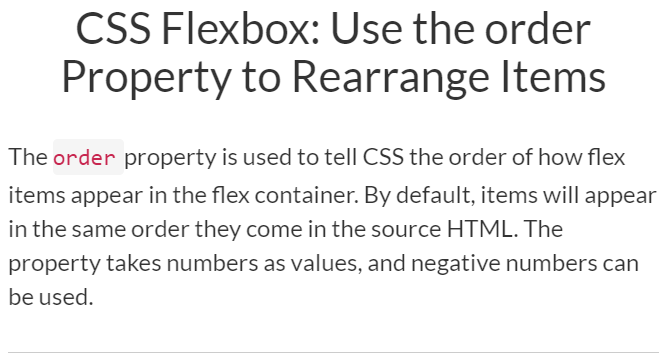 CSS Flexbox: Use the order
Property to Rearrange Items
The order property is used to tell CSS the order of how flex
items appear in the flex container. By default, items will appear
in the same order they come in the source HTML. The
property takes numbers as values, and negative numbers can
be used.